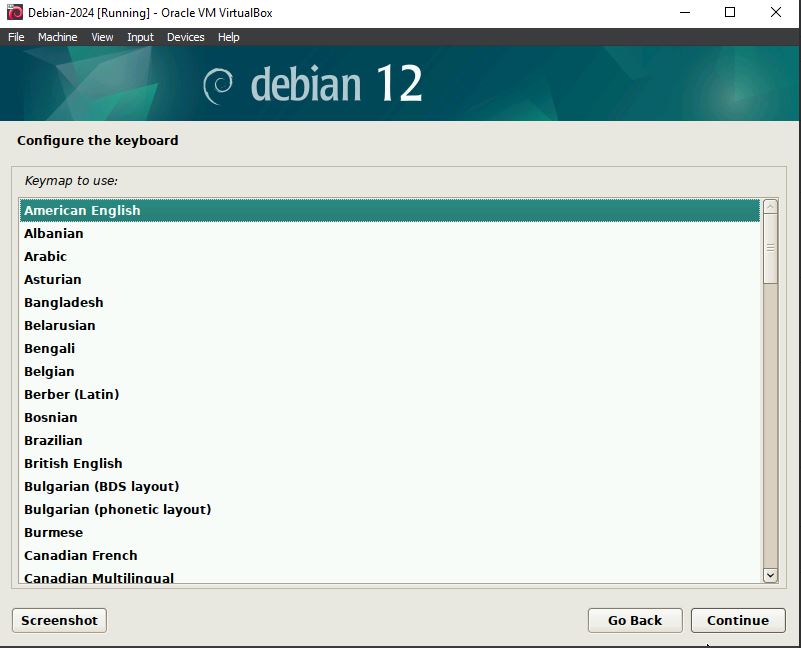 Debian-2024 [Running] - Oracle VM VirtualBox
File Machine View Input Devices Help
debian 12
Configure the keyboard
Keymap to use:
American English
Albanian
Arabic
Asturian
Bangladesh
Belarusian
Bengali
Belgian
Berber (Latin)
Bosnian
Brazilian
British English
Bulgarian (BDS layout)
Bulgarian (phonetic layout)
Burmese
Canadian French
Canadian Multilingual
Screenshot Go Back Continue